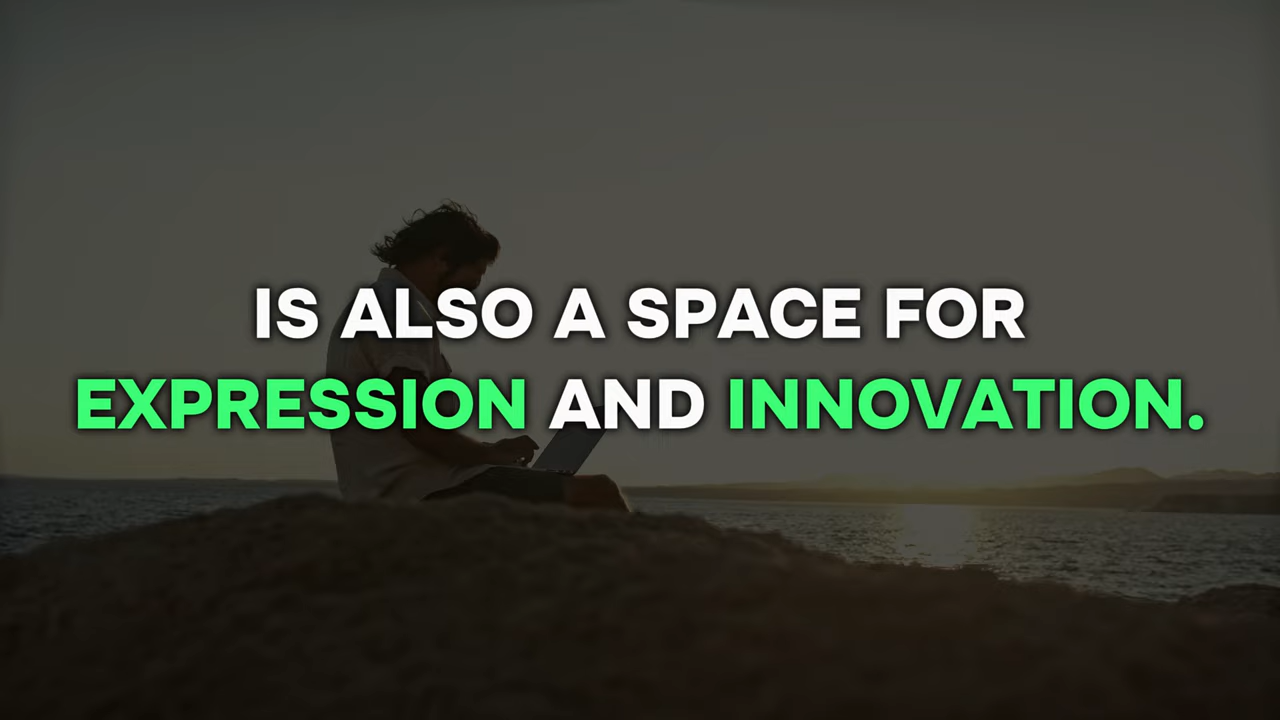 IS ALSO A SPACE FOR
EXPRESSION AND INNOVATION.